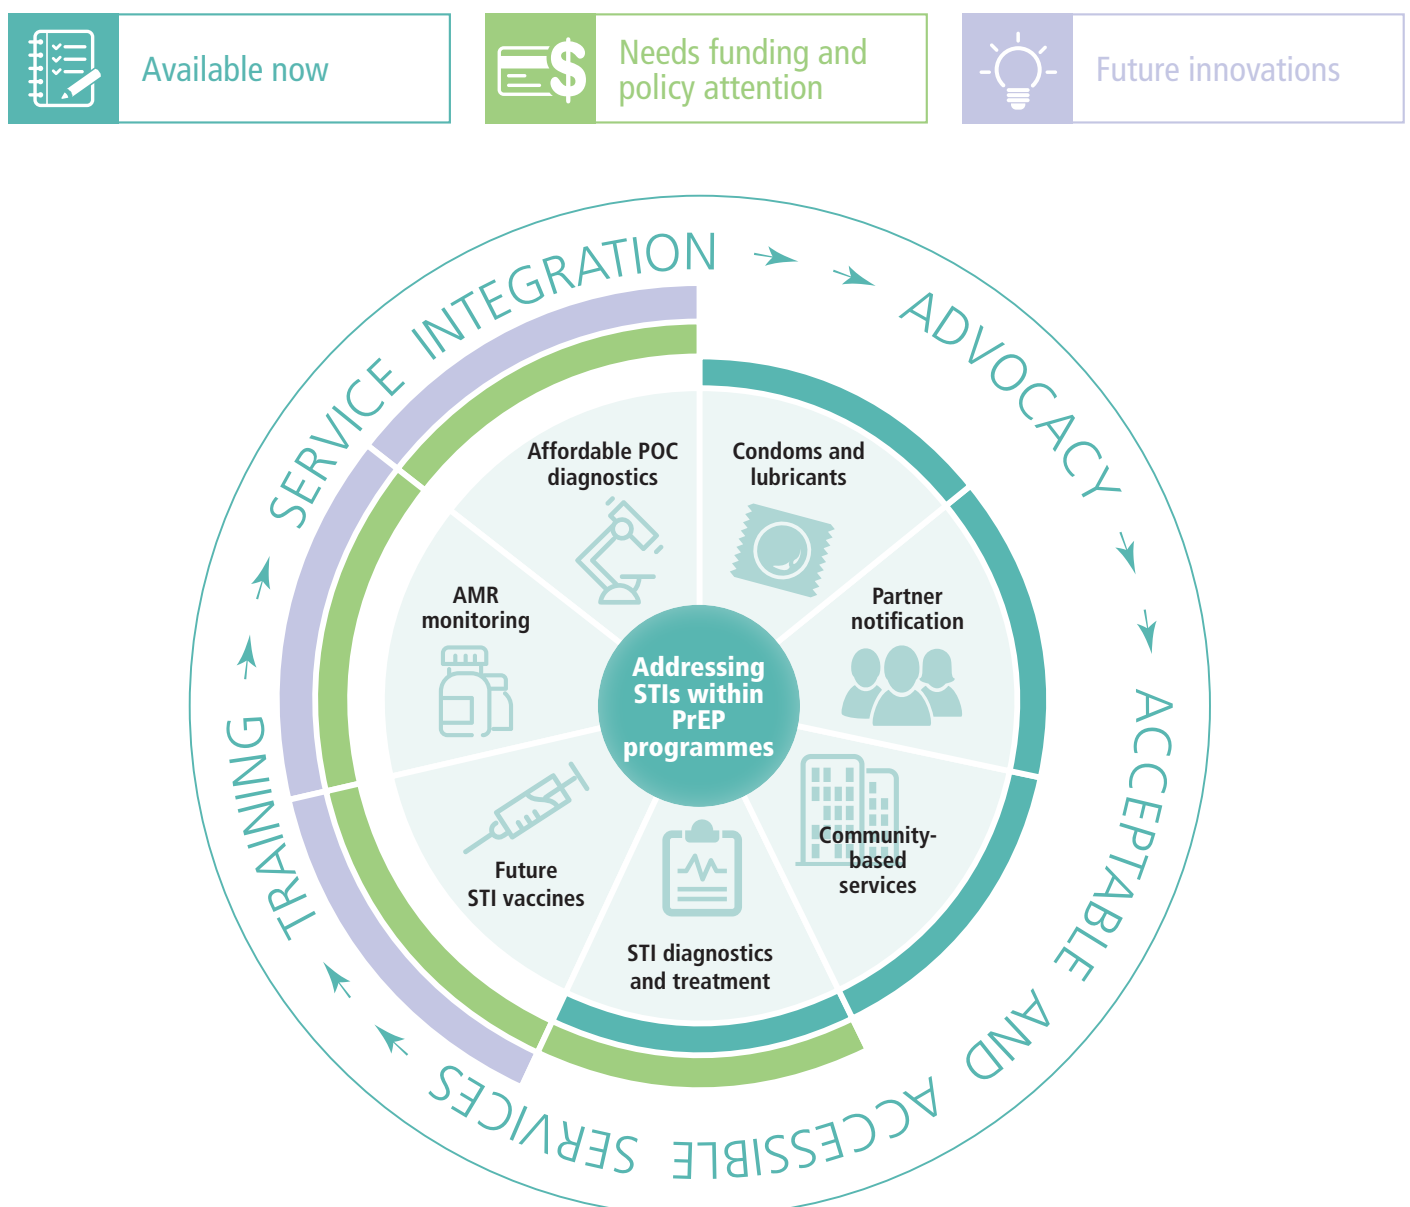 Available now
Needs funding and
policy attention
Future innovations
SERVICE INTEGRATION
ADVOCACY
ACCEPTABLE AND ACCESSIBLE SERVICES
TRAINING
Affordable POC
diagnostics
Condoms and
lubricants
AMR
monitoring
Partner
notification
Addressing
STIs within
PrEP
programmes
Future
STI vaccines
Community-
based
services
STI diagnostics
and treatment